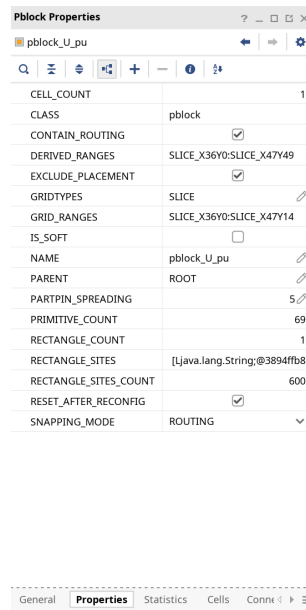 Pblock Properties
pblock_U_pu
CELL_COUNT 1
CLASS pblock
CONTAIN_ROUTING
DERIVED_RANGES SLICE_X36Y0:SLICE_X47Y49
EXCLUDE_PLACEMENT
GRIDTYPES SLICE
GRID_RANGES SLICE_X36Y0:SLICE_X47Y14
IS_SOFT
NAME pblock_U_pu
PARENT ROOT
PARTPIN_SPREADING 5
PRIMITIVE_COUNT 69
RECTANGLE_COUNT 1
RECTANGLE_SITES [Ljava.lang.String;@3894ffb8
RECTANGLE_SITES_COUNT 600
RESET_AFTER_RECONFIG
SNAPPING_MODE ROUTING
General Properties Statistics Cells Conne